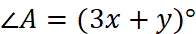 ∠A = (3x + y)°